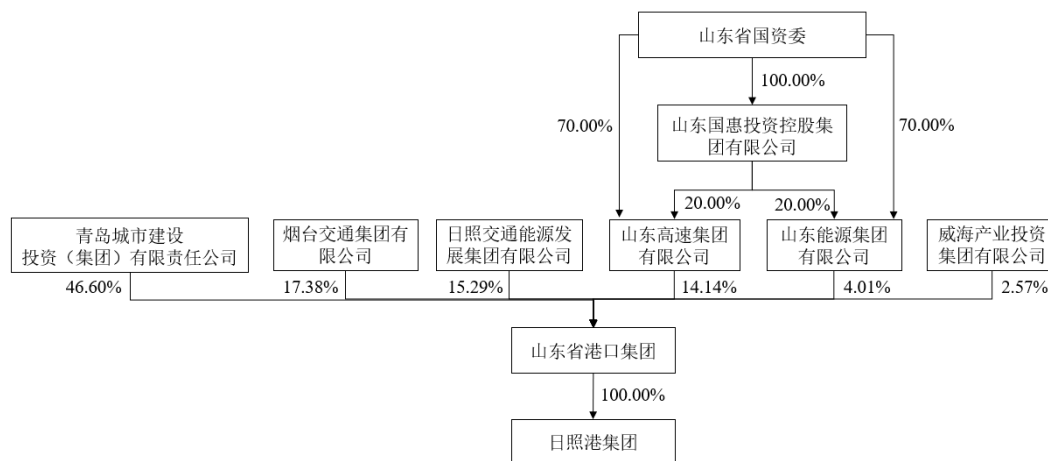 山东省国资委
100.00%
70.00%
山东国惠投资控股集
团有限公司
70.00%
20.00%
20.00%
青岛城市建设
投资（集团）有限责任公司
烟台交通集团有
限公司
日照交通能源发
展集团有限公司
山东高速集团
有限公司
山东能源集团
有限公司
威海产业投资
集团有限公司
46.60%
17.38%
15.29%
14.14%
4.01%
2.57%
山东省港口集团
100.00%
日照港集团